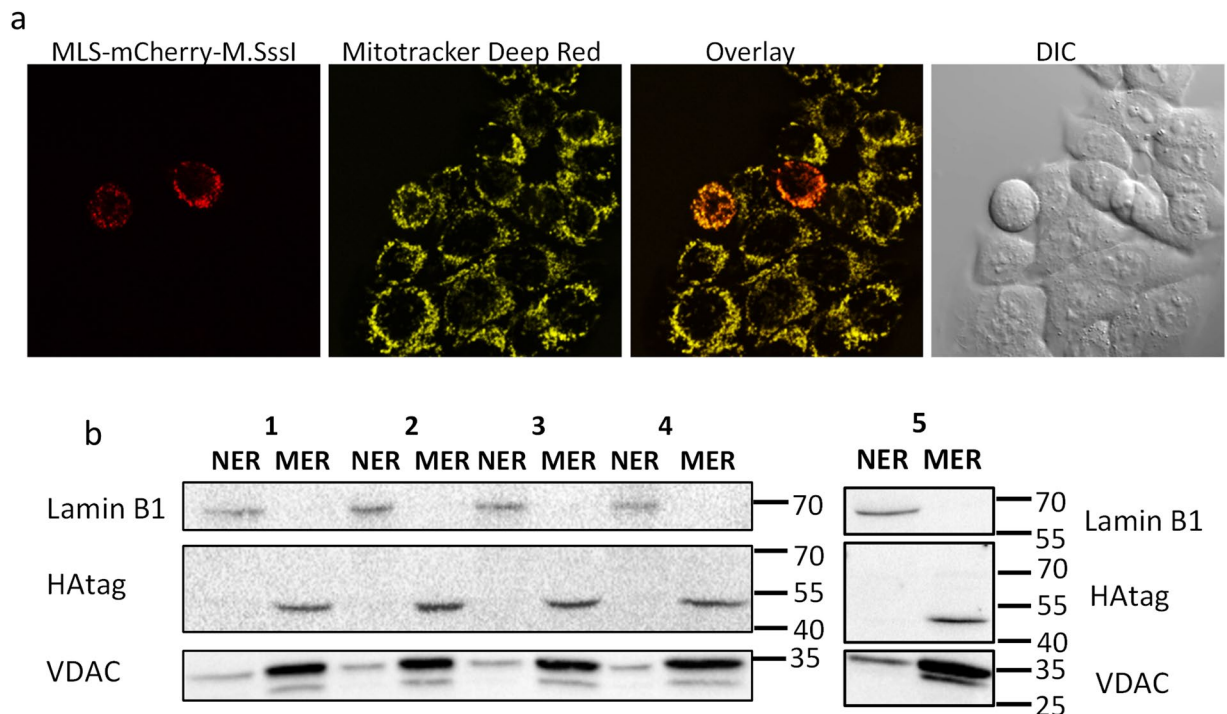 a
MLS-mCherry-M.SssI Mitotracker Deep Red Overlay DIC
b
1 2 3 4 5
NER MER NER MER NER MER NER MER NER MER
Lamin B1 70 70 55 Lamin B1
HAtag 70 55 40 70 55 40 HAtag
VDAC 35 35 25 VDAC